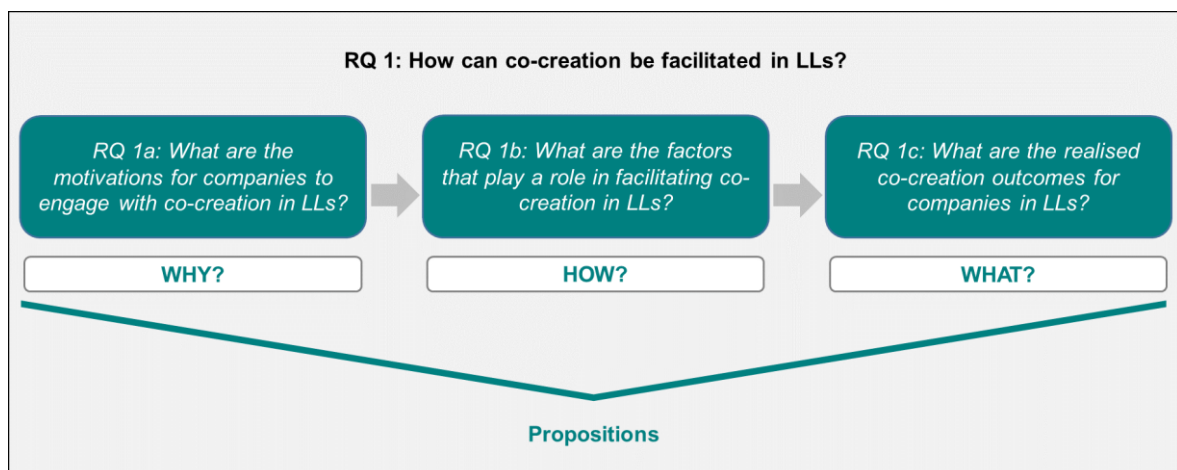 RQ 1: How can co-creation be facilitated in LLs?
RQ 1a: What are the
motivations for companies to
engage with co-creation in LLs?
RQ 1b: What are the factors
that play a role in facilitating co-
creation in LLs?
RQ 1c: What are the realised
co-creation outcomes for
companies in LLs?
WHY?
HOW?
WHAT?
Propositions